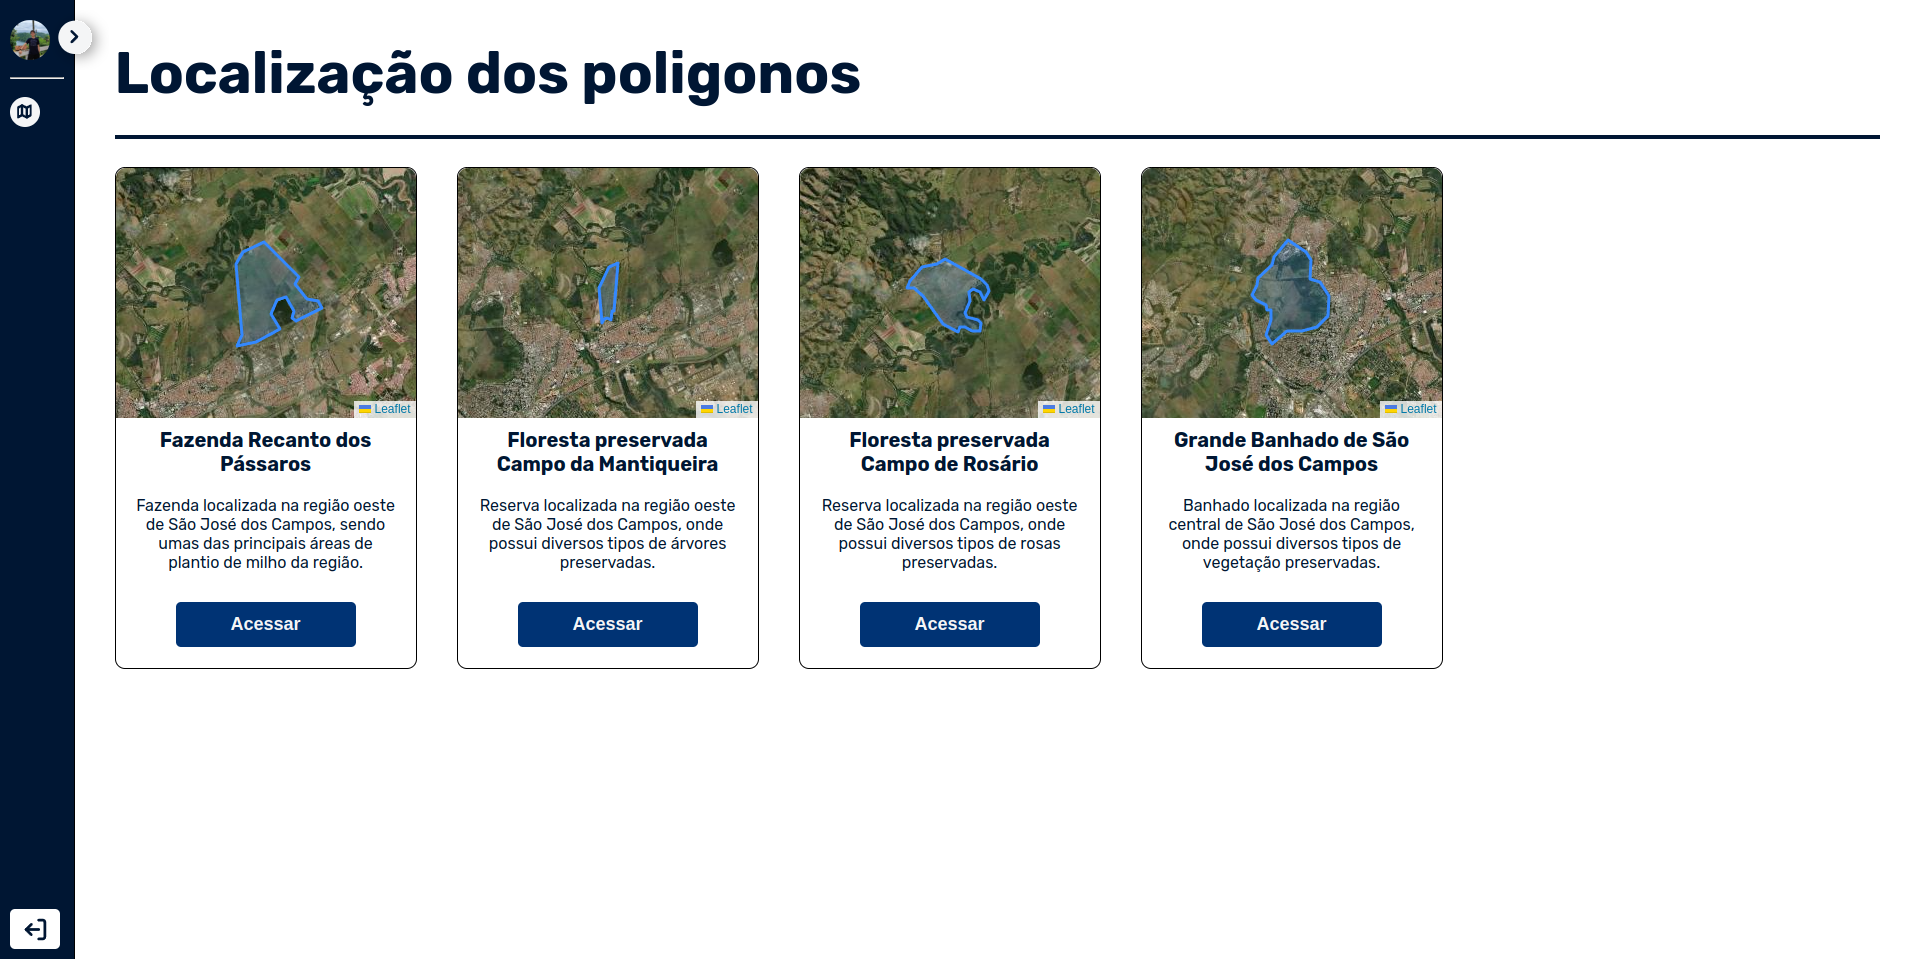 Localização dos poligonos
Leaflet
Fazenda Recanto dos
Pássaros
Fazenda localizada na região oeste
de São José dos Campos, sendo
umas das principais áreas de
plantio de milho da região.
Acessar
Leaflet
Floresta preservada
Campo da Mantiqueira
Reserva localizada na região oeste
de São José dos Campos, onde
possui diversos tipos de árvores
preservadas.
Acessar
Leaflet
Floresta preservada
Campo de Rosário
Reserva localizada na região oeste
de São José dos Campos, onde
possui diversos tipos de rosas
preservadas.
Acessar
Leaflet
Grande Banhado de São
José dos Campos
Banhado localizada na região
central de São José dos Campos,
onde possui diversos tipos de
vegetação preservadas.
Acessar